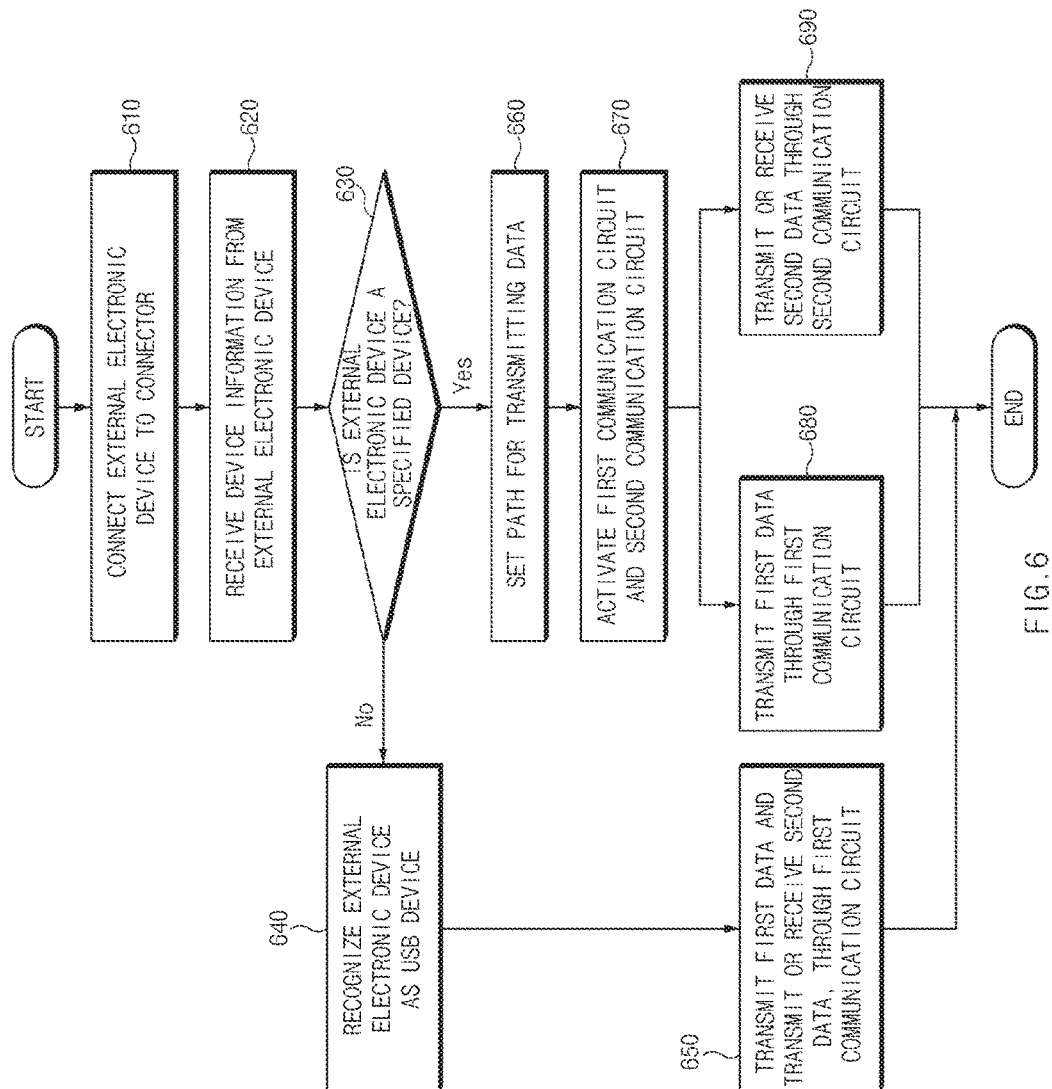 START
CONNECT EXTERNAL ELECTRONIC
DEVICE TO CONNECTOR
610
RECEIVE DEVICE INFORMATION FROM
EXTERNAL ELECTRONIC DEVICE
620
IS EXTERNAL
ELECTRONIC DEVICE A
SPECIFIED DEVICE?
630
No
Yes
RECOGNIZE EXTERNAL
ELECTRONIC DEVICE
AS USB DEVICE
640
SET PATH FOR TRANSMITTING DATA
660
ACTIVATE FIRST COMMUNICATION CIRCUIT
AND SECOND COMMUNICATION CIRCUIT
670
650
TRANSMIT FIRST DATA AND
TRANSMIT OR RECEIVE SECOND
DATA, THROUGH FIRST
COMMUNICATION CIRCUIT
TRANSMIT FIRST DATA
THROUGH FIRST
COMMUNICATION
CIRCUIT
680
TRANSMIT OR RECEIVE
SECOND DATA THROUGH
SECOND COMMUNICATION
CIRCUIT
690
END
FIG.6